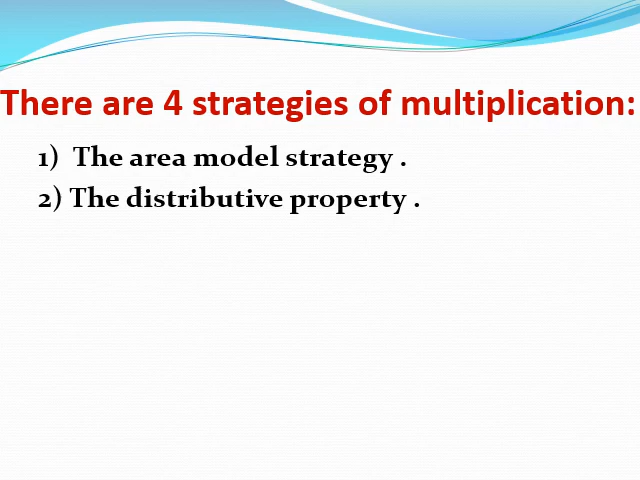 There are 4 strategies of multiplication:
1) The area model strategy .
2) The distributive property .